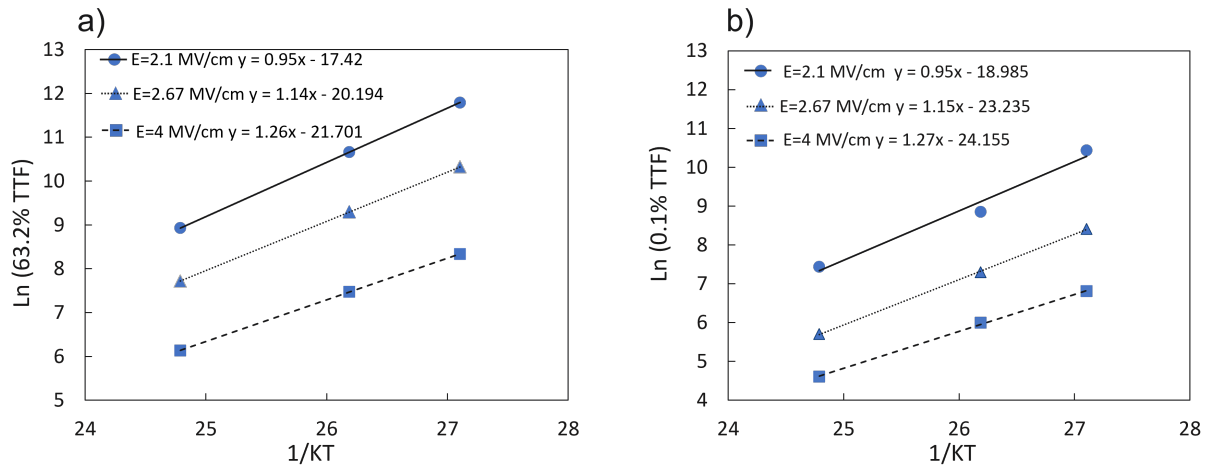 a)
13
12
11
10
9
8
7
6
5
Ln (63.2% TTF)
E=2.1 MV/cm y = 0.95x - 17.42
E=2.67 MV/cm y = 1.14x - 20.194
E=4 MV/cm y = 1.26x - 21.701
24 25 26 27 28
1/KT
b)
13
12
11
10
9
8
7
6
5
4
Ln (0.1% TTF)
E=2.1 MV/cm y = 0.95x - 18.985
E=2.67 MV/cm y = 1.15x - 23.235
E=4 MV/cm y = 1.27x - 24.155
24 25 26 27 28
1/KT